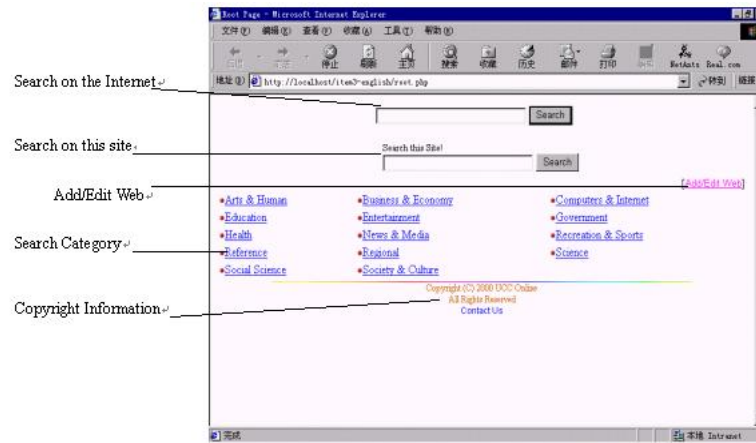 Root Page - Microsoft Internet Explorer
文件(F) 编辑(E) 查看(V) 收藏(A) 工具(T) 帮助(H)
停止 刷新 主页 搜索 收藏 历史 邮件 打印 NetAnts Real.com
地址(D) http://localhost/item3-english/root.php 转到 链接
Search on the Internet
Search
Search on this site
Search this Site!
Search
Add/Edit Web
[Add/Edit Web]
Arts & Human Business & Economy Computers & Internet
Education Entertainment Government
Search Category
Health News & Media Recreation & Sports
Reference Regional Science
Social Science Society & Culture
Copyright (C) 2000 UCC Online
All Rights Reserved
Copyright Information
Contact Us
完成 本地 Intranet